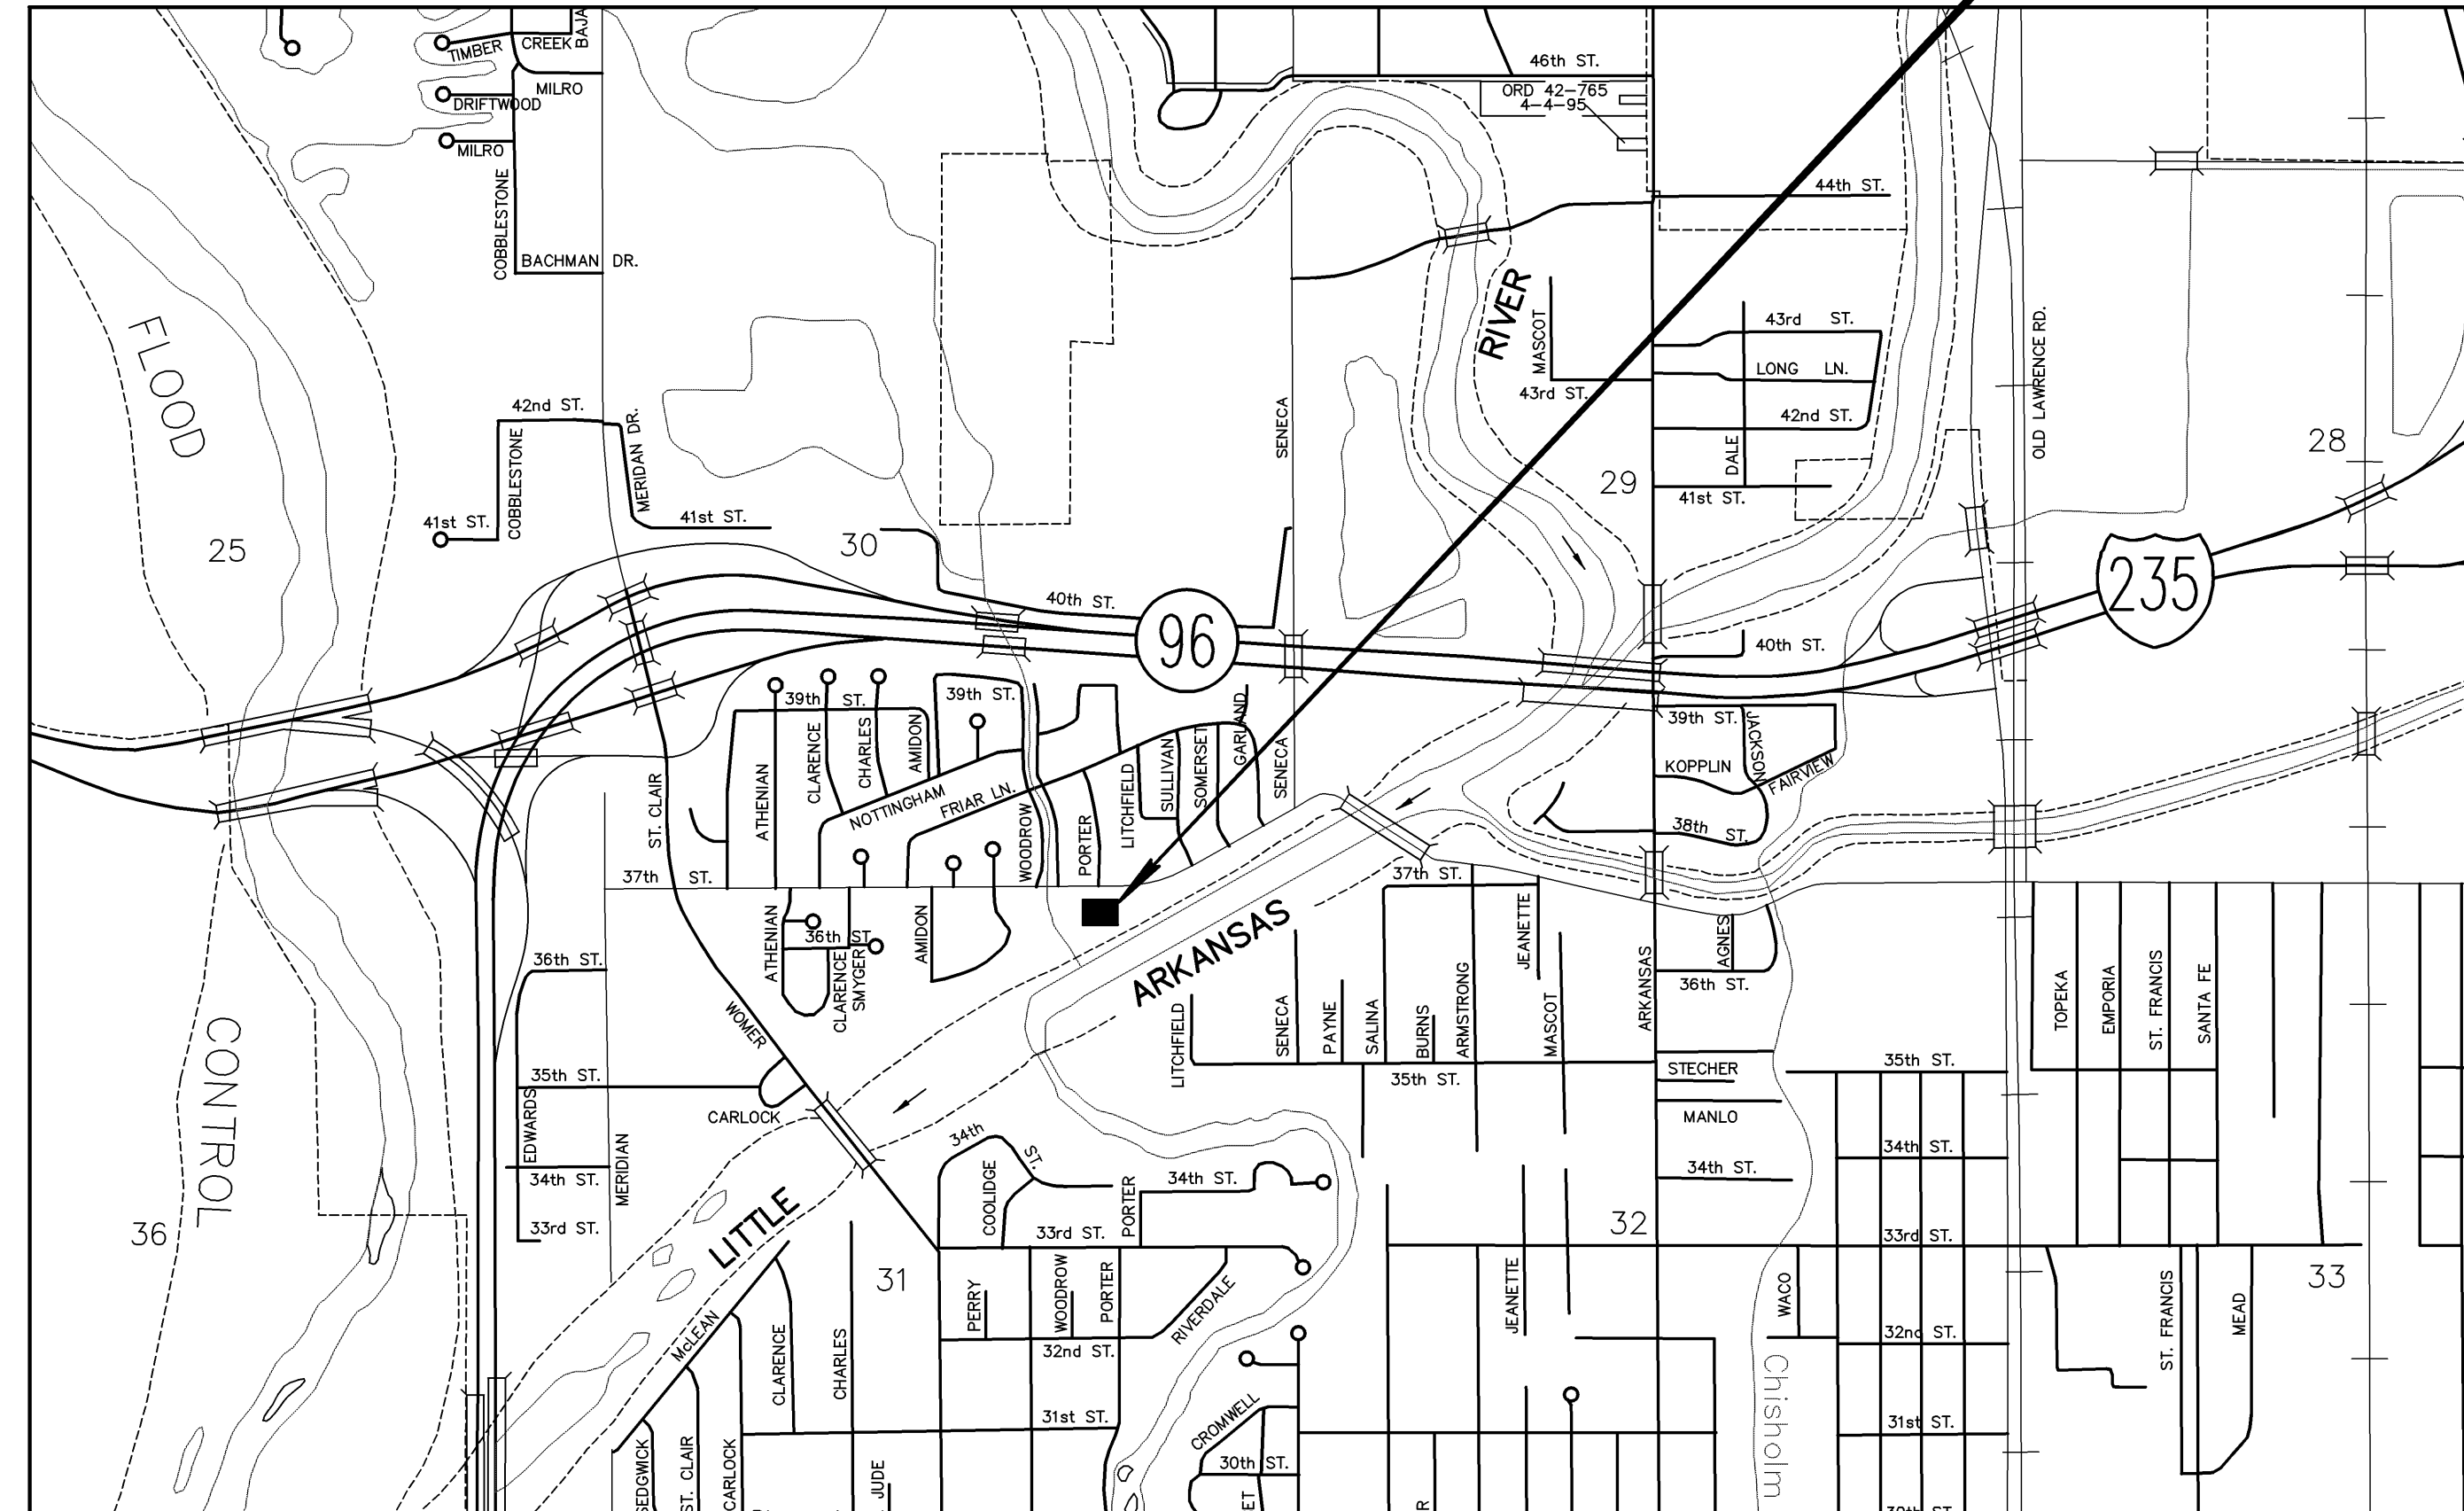 TIMBER
CREEK
BAJA
MILRO
DRIFTWOOD
MILRO
COBBLESTONE
BACHMAN DR.
46th ST.
ORD 42-765
4-4-95
44th ST.
FLOOD
RIVER
MASCOT
43rd ST.
43rd ST.
LONG LN.
42nd ST.
DALE
41st ST.
OLD LAWRENCE RD.
28
29
SENECA
42nd ST.
MERIDAN DR.
COBBLESTONE
41st ST.
41st ST.
25
30
40th ST.
96
235
40th ST.
39th ST.
39th ST.
39th ST.
JACKSON
KOPPLIN
FAIRVIEW
38th ST.
ST. CLAIR
ATHENIAN
CLARENCE
CHARLES
AMIDON
NOTTINGHAM
FRIAR LN.
WOODROW
PORTER
LITCHFIELD
SULLIVAN
SOMERSET
GARLAND
SENECA
37th ST.
37th ST.
ATHENIAN
36th ST
CLARENCE
SMYGER
AMIDON
ARKANSAS
JEANETTE
AGNES
36th ST.
36th ST.
WOMER
LITCHFIELD
SENECA
PAYNE
SALINA
BURNS
ARMSTRONG
MASCOT
ARKANSAS
TOPEKA
EMPORIA
ST. FRANCIS
SANTA FE
CONTROL
35th ST.
35th ST.
STECHER
35th ST.
EDWARDS
CARLOCK
MANLO
34th ST.
MERIDIAN
34th ST.
COOLIDGE
PORTER
34th ST.
34th ST.
34th ST.
36
33rd ST.
LITTLE
33rd ST.
32
33rd ST.
31
33
PERRY
WOODROW
PORTER
RIVERDALE
JEANETTE
WACO
ST. FRANCIS
MEAD
McLEAN
CLARENCE
CHARLES
32nd ST.
32nd ST.
Chisholm
31st ST.
CROMWELL
31st ST.
SEDGWICK
ST. CLAIR
CARLOCK
JUDE
30th ST.
ET
R
30th ST.